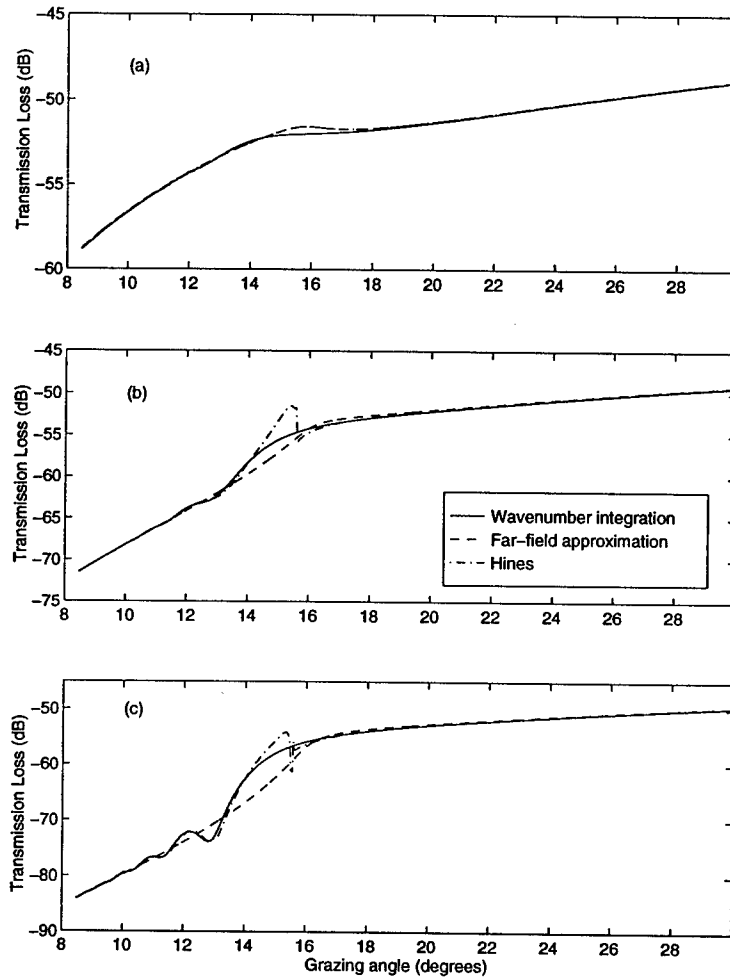 −45
−50
−55
−60
Transmission Loss (dB)
(a)
8 10 12 14 16 18 20 22 24 26 28
−45
−50
−55
−60
−65
−70
−75
Transmission Loss (dB)
(b)
Wavenumber integration
Far−field approximation
Hines
8 10 12 14 16 18 20 22 24 26 28
−50
−60
−70
−80
−90
Transmission Loss (dB)
(c)
8 10 12 14 16 18 20 22 24 26 28
Grazing angle (degrees)